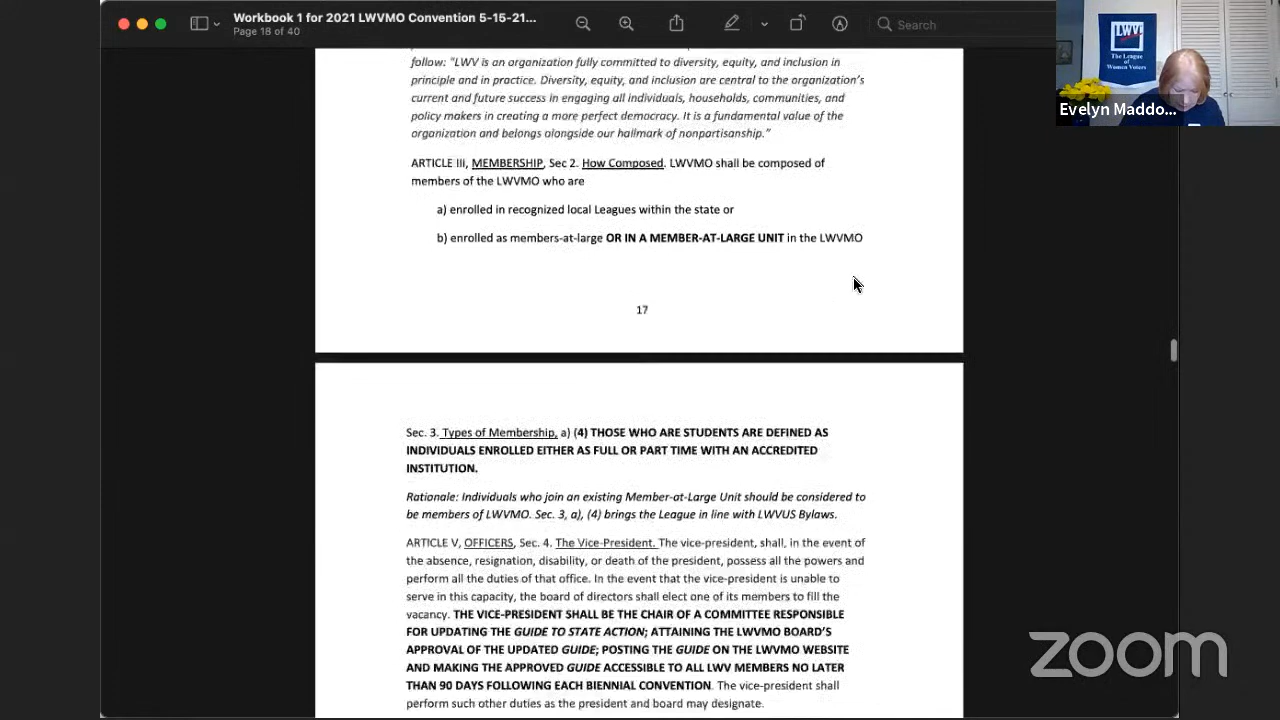 Workbook 1 for 2021 LWVMO Convention 5-15-21...
Page 18 of 40
Search
LWV
The League
of
Women Voters
Evelyn Maddo...
follow: "LWV is an organization fully committed to diversity, equity, and inclusion in
principle and in practice. Diversity, equity, and inclusion are central to the organization's
current and future success in engaging all individuals, households, communities, and
policy makers in creating a more perfect democracy. It is a fundamental value of the
organization and belongs alongside our hallmark of nonpartisanship."
ARTICLE III, MEMBERSHIP, Sec 2. How Composed. LWVMO shall be composed of
members of the LWVMO who are
a) enrolled in recognized local Leagues within the state or
b) enrolled as members-at-large OR IN A MEMBER-AT-LARGE UNIT in the LWVMO
17
Sec. 3. Types of Membership, a) (4) THOSE WHO ARE STUDENTS ARE DEFINED AS
INDIVIDUALS ENROLLED EITHER AS FULL OR PART TIME WITH AN ACCREDITED
INSTITUTION.
Rationale: Individuals who join an existing Member-at-Large Unit should be considered to
be members of LWVMO. Sec. 3, a), (4) brings the League in line with LWVUS Bylaws.
ARTICLE V, OFFICERS, Sec. 4. The Vice-President. The vice-president, shall, in the event of
the absence, resignation, disability, or death of the president, possess all the powers and
perform all the duties of that office. In the event that the vice-president is unable to
serve in this capacity, the board of directors shall elect one of its members to fill the
vacancy. THE VICE-PRESIDENT SHALL BE THE CHAIR OF A COMMITTEE RESPONSIBLE
FOR UPDATING THE GUIDE TO STATE ACTION; ATTAINING THE LWVMO BOARD'S
APPROVAL OF THE UPDATED GUIDE; POSTING THE GUIDE ON THE LWVMO WEBSITE
AND MAKING THE APPROVED GUIDE ACCESSIBLE TO ALL LWV MEMBERS NO LATER
THAN 90 DAYS FOLLOWING EACH BIENNIAL CONVENTION. The vice-president shall
perform such other duties as the president and board may designate.
zoom